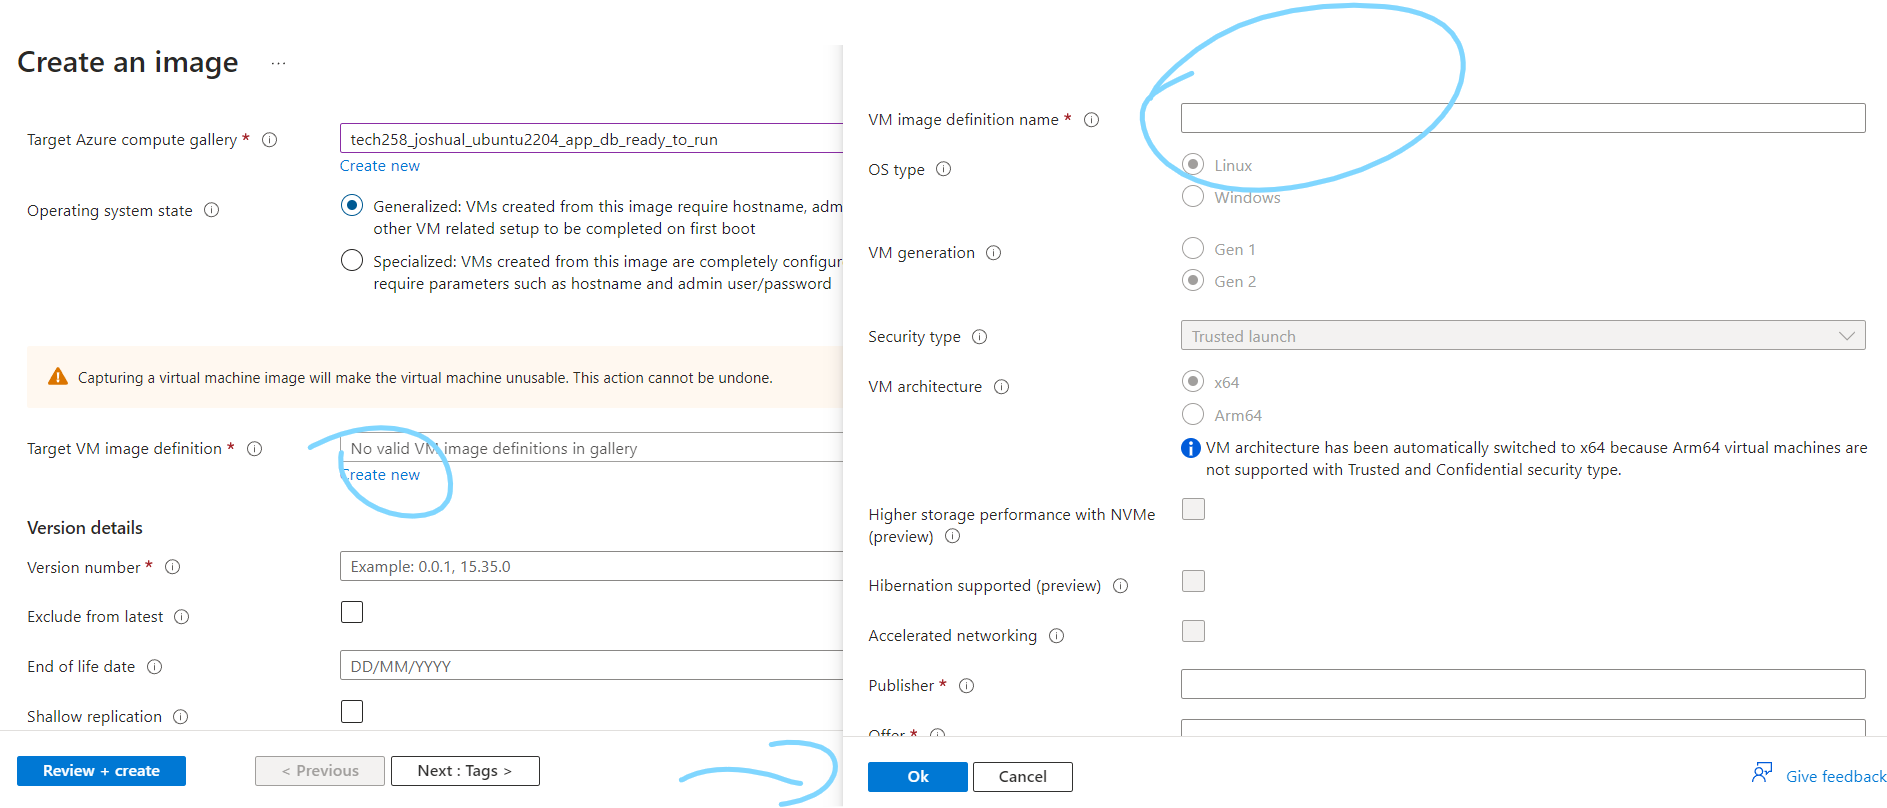 Create an image ...
Target Azure compute gallery *
tech258_joshual_ubuntu2204_app_db_ready_to_run
Create new
Operating system state
Generalized: VMs created from this image require hostname, adm
other VM related setup to be completed on first boot
Specialized: VMs created from this image are completely configur
require parameters such as hostname and admin user/password
Capturing a virtual machine image will make the virtual machine unusable. This action cannot be undone.
Target VM image definition *
No valid VM image definitions in gallery
Create new
Version details
Version number *
Example: 0.0.1, 15.35.0
Exclude from latest
End of life date
DD/MM/YYYY
Shallow replication
Review + create
< Previous
Next : Tags >
VM image definition name *
OS type
Linux
Windows
VM generation
Gen 1
Gen 2
Security type
Trusted launch
VM architecture
x64
Arm64
VM architecture has been automatically switched to x64 because Arm64 virtual machines are
not supported with Trusted and Confidential security type.
Higher storage performance with NVMe
(preview)
Hibernation supported (preview)
Accelerated networking
Publisher *
Offer *
Ok
Cancel
Give feedback